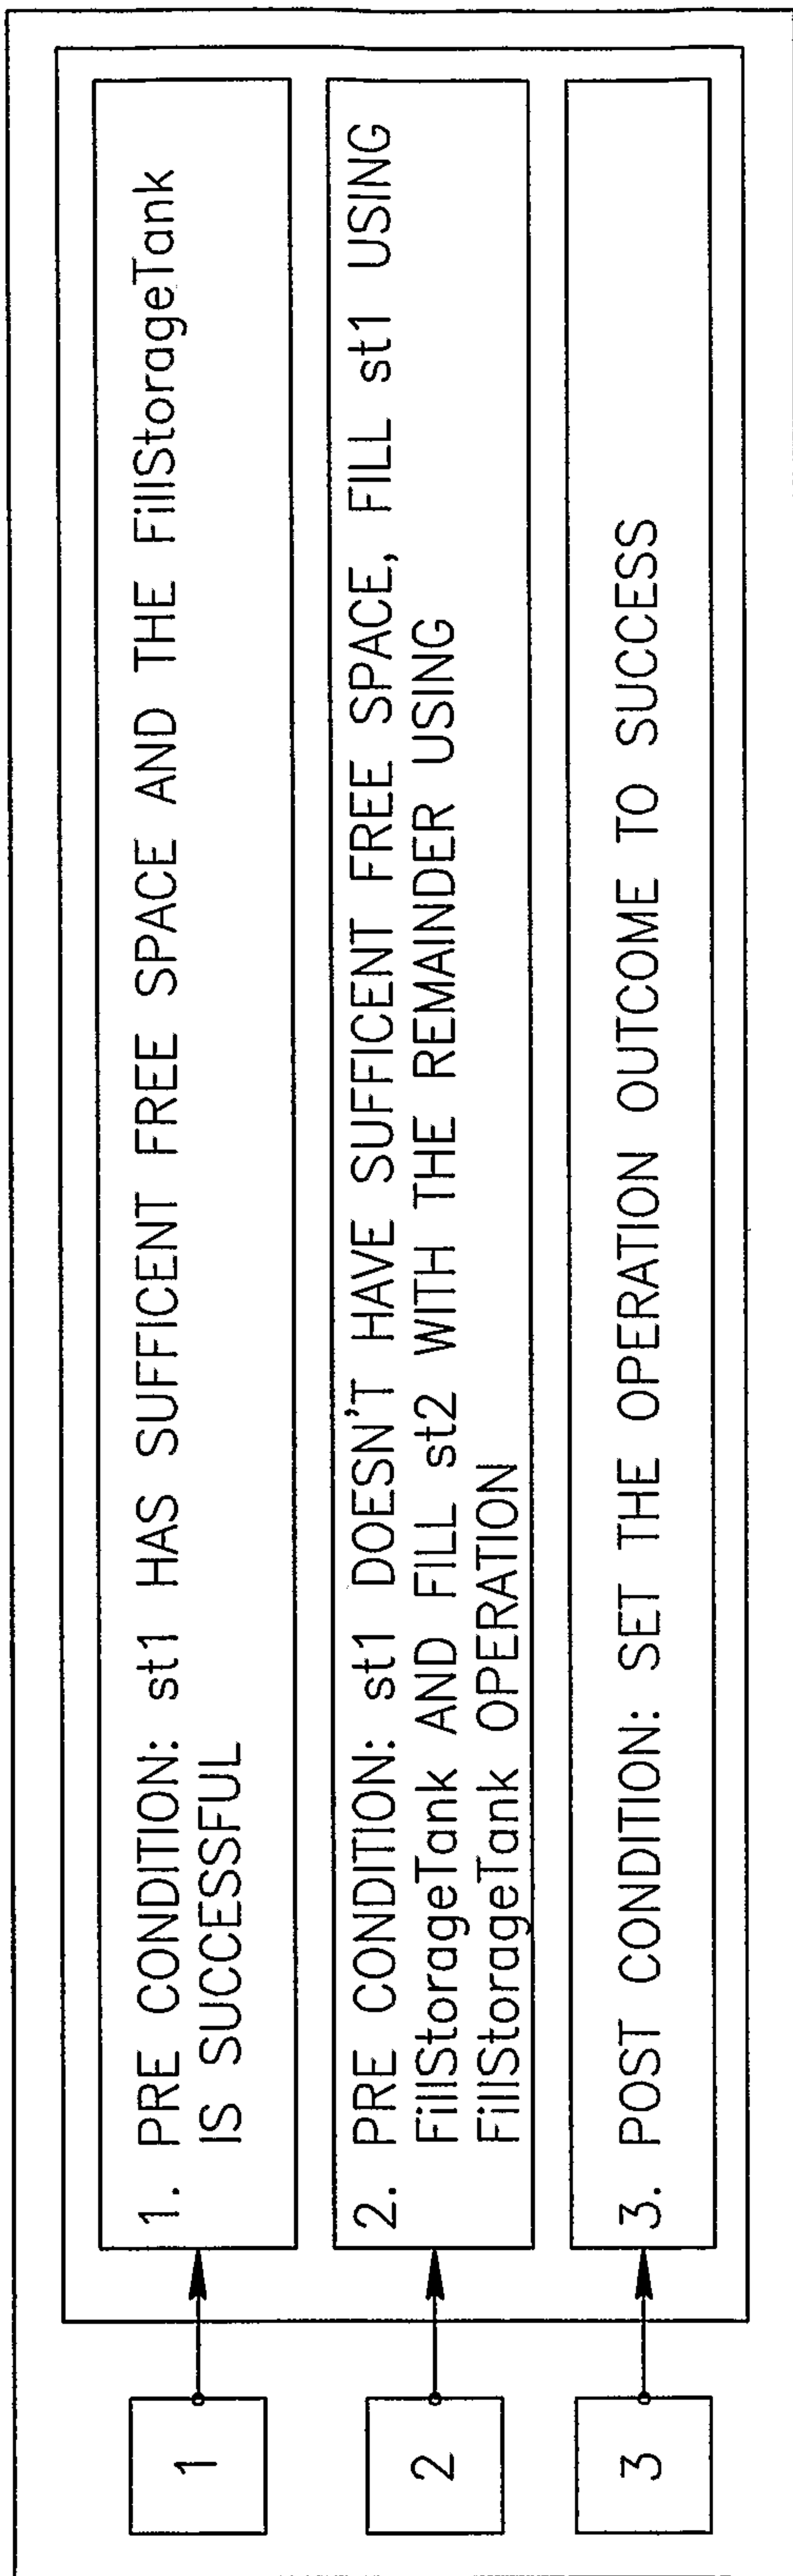 1
1. PRE CONDITION: st1 HAS SUFFICENT FREE SPACE AND THE FillStorageTank
IS SUCCESSFUL
2
2. PRE CONDITION: st1 DOESN'T HAVE SUFFICENT FREE SPACE, FILL st1 USING
FillStorageTank AND FILL st2 WITH THE REMAINDER USING
FillStorageTank OPERATION
3
3. POST CONDITION: SET THE OPERATION OUTCOME TO SUCCESS